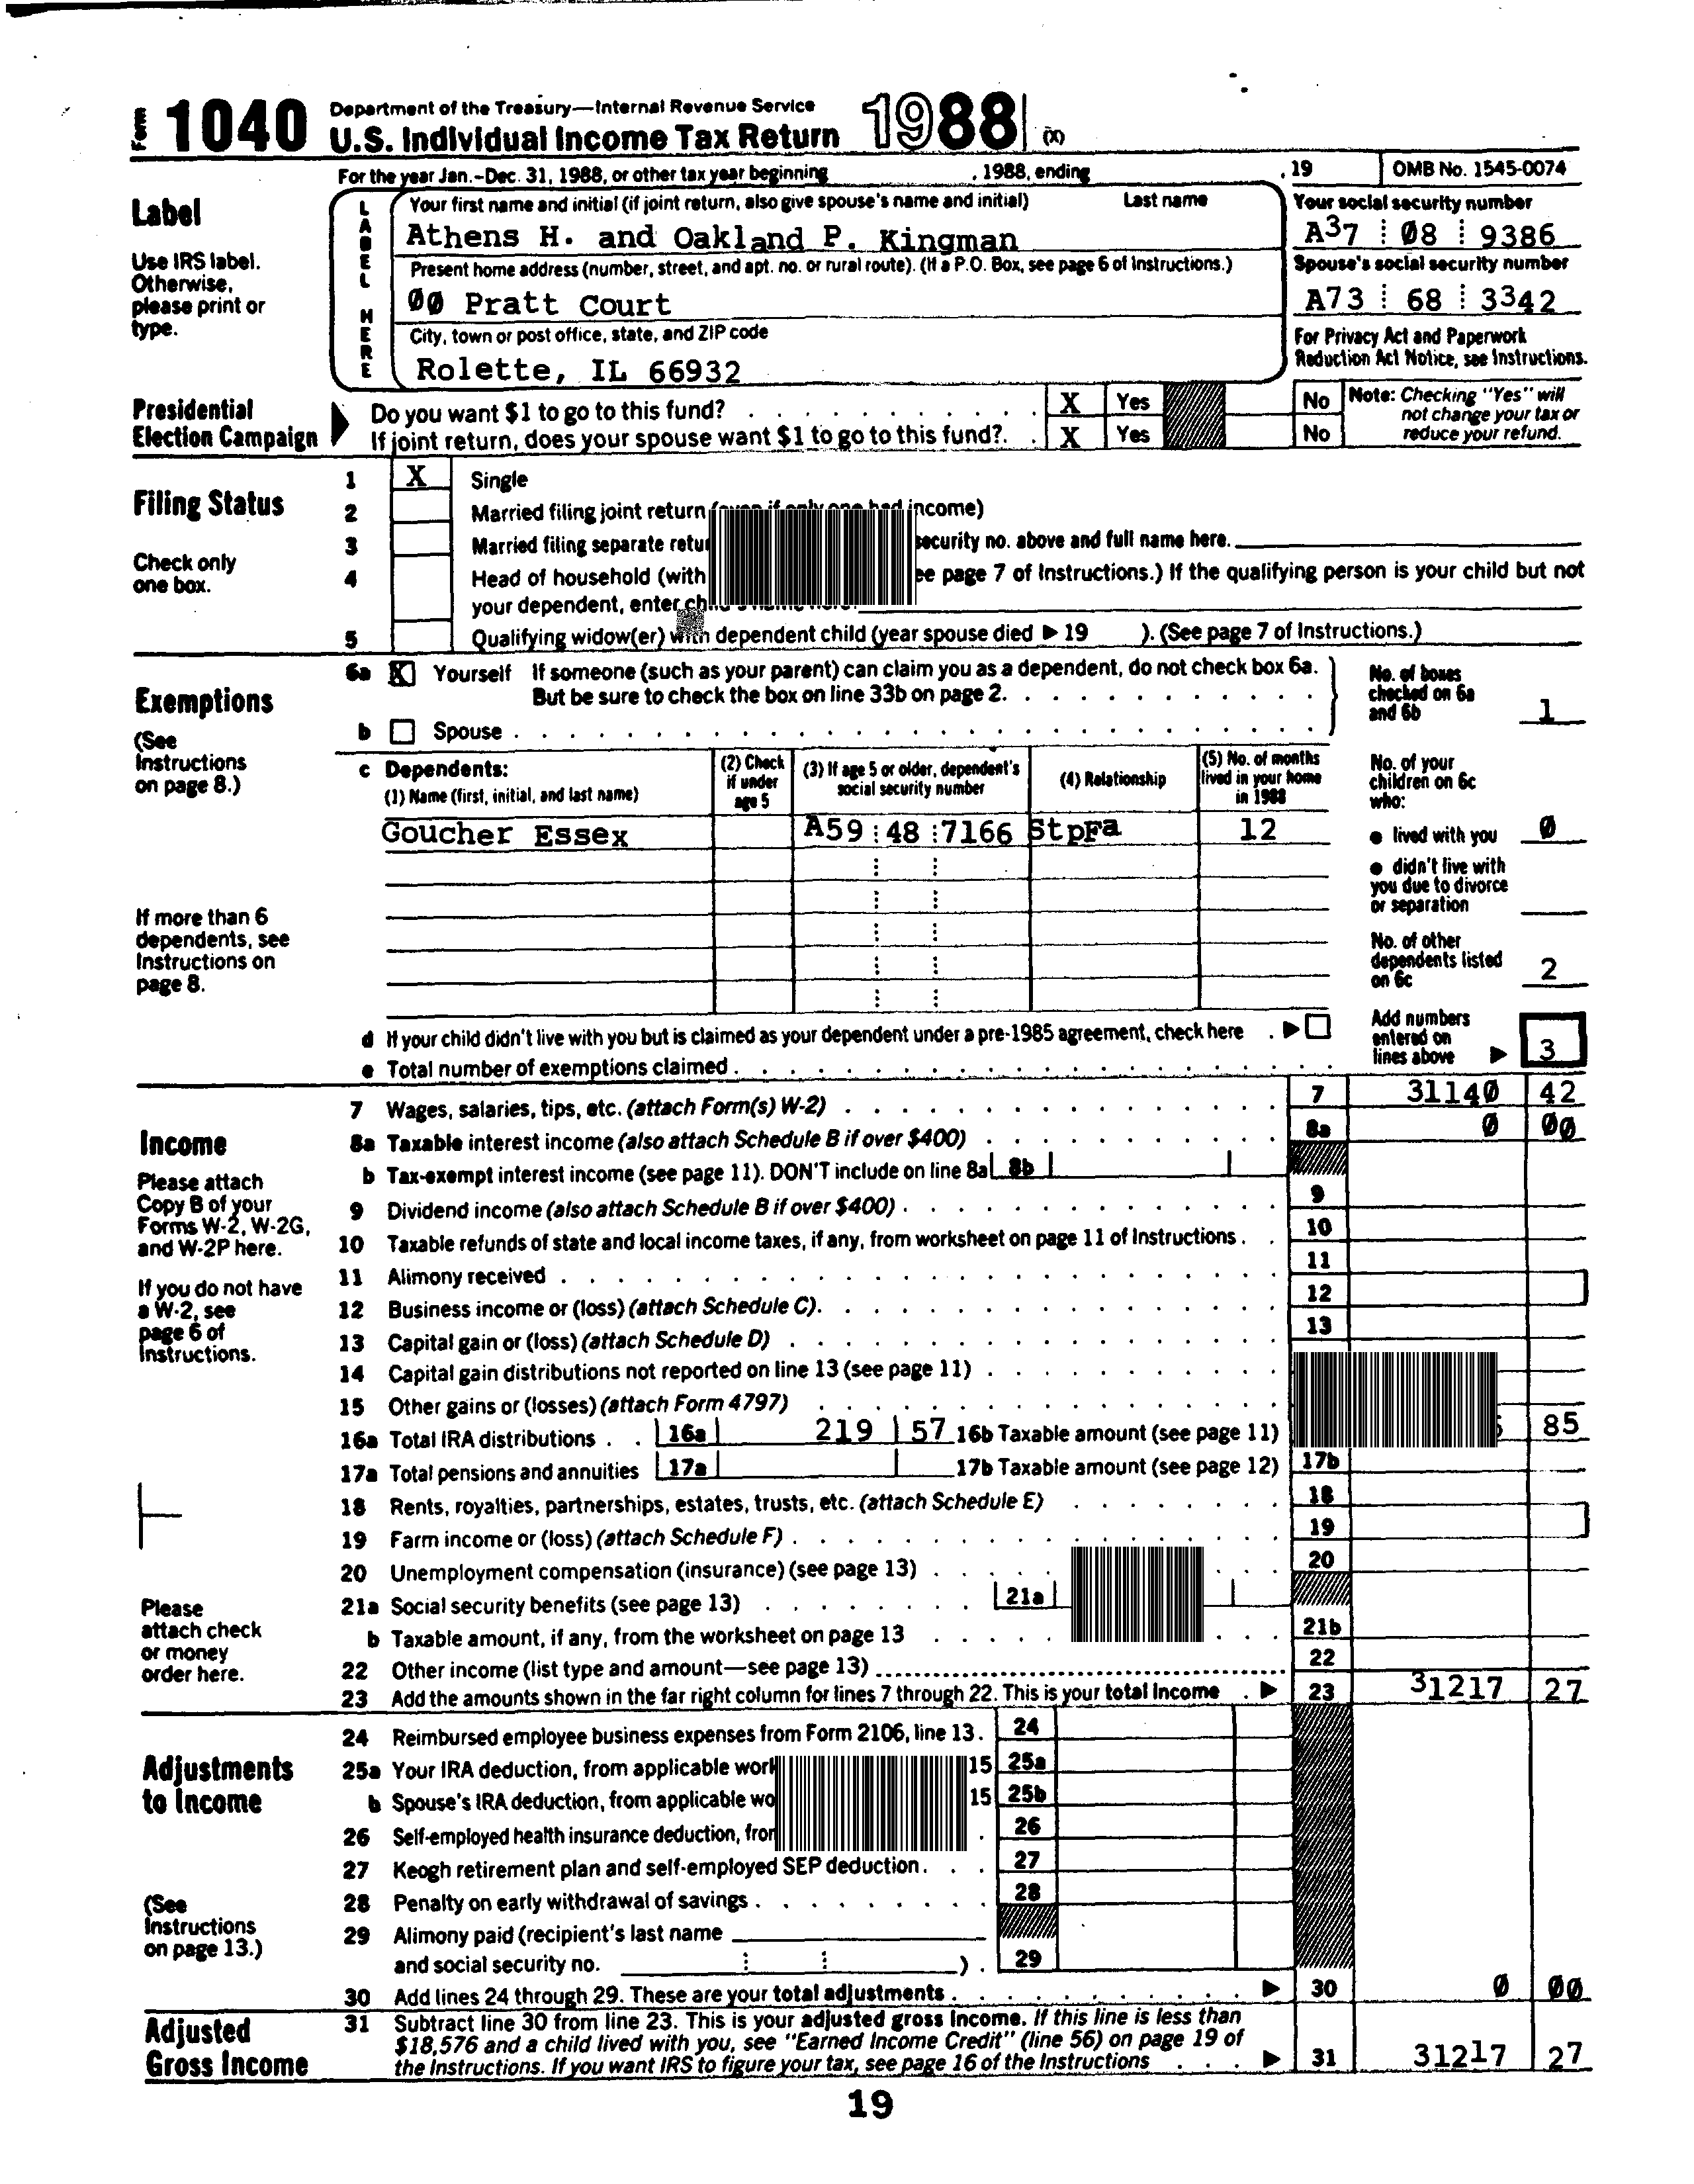 Form 1040 Department of the Treasury—Internal Revenue Service
U.S. Individual Income Tax Return 1988 (X)
For the year Jan.-Dec. 31, 1988, or other tax year beginning , 1988, ending , 19 OMB No. 1545-0074
Label
Use IRS label.
Otherwise,
please print or
type.
LABEL HERE
Your first name and initial (if joint return, also give spouse's name and initial) Last name
Athens H. and Oakland P. Kingman
Your social security number
A37 08 9386
Present home address (number, street, and apt. no. or rural route). (If a P.O. Box, see page 6 of Instructions.)
00 Pratt Court
Spouse's social security number
A73 68 3342
City, town or post office, state, and ZIP code
Rolette, IL 66932
For Privacy Act and Paperwork
Reduction Act Notice, see Instructions.
Presidential
Election Campaign
Do you want $1 to go to this fund? X Yes No
If joint return, does your spouse want $1 to go to this fund? X Yes No
Note: Checking "Yes" will
not change your tax or
reduce your refund.
Filing Status
Check only
one box.
1 X Single
2 Married filing joint return (even if only one had income)
3 Married filing separate retu security no. above and full name here.
4 Head of household (with ee page 7 of Instructions.) If the qualifying person is your child but not
your dependent, enter
5 Qualifying widow(er) with dependent child (year spouse died ▶ 19 ). (See page 7 of Instructions.)
Exemptions
(See
Instructions
on page 8.)
6a X Yourself If someone (such as your parent) can claim you as a dependent, do not check box 6a.
But be sure to check the box on line 33b on page 2.
b Spouse
No. of boxes
checked on 6a
and 6b 1
c Dependents:
(1) Name (first, initial, and last name)
(2) Check
if under
age 5
(3) If age 5 or older, dependent's
social security number
(4) Relationship
(5) No. of months
lived in your home
in 1988
Goucher Essex A59 48 7166 StpFa 12
No. of your
children on 6c
who:
● lived with you 0
● didn't live with
you due to divorce
or separation
No. of other
dependents listed
on 6c 2
If more than 6
dependents, see
Instructions on
page 8.
d If your child didn't live with you but is claimed as your dependent under a pre-1985 agreement, check here ▶
e Total number of exemptions claimed
Add numbers
entered on
lines above ▶ 3
Income
Please attach
Copy B of your
Forms W-2, W-2G,
and W-2P here.
If you do not have
a W-2, see
page 6 of
Instructions.
Please
attach check
or money
order here.
7 Wages, salaries, tips, etc. (attach Form(s) W-2) 7 31140 42
8a Taxable interest income (also attach Schedule B if over $400) 8a 0 00
b Tax-exempt interest income (see page 11). DON'T include on line 8a 8b
9 Dividend income (also attach Schedule B if over $400) 9
10 Taxable refunds of state and local income taxes, if any, from worksheet on page 11 of Instructions. 10
11 Alimony received 11
12 Business income or (loss) (attach Schedule C). 12
13 Capital gain or (loss) (attach Schedule D) 13
14 Capital gain distributions not reported on line 13 (see page 11)
15 Other gains or (losses) (attach Form 4797)
16a Total IRA distributions 16a 219 57 16b Taxable amount (see page 11) 85
17a Total pensions and annuities 17a 17b Taxable amount (see page 12) 17b
18 Rents, royalties, partnerships, estates, trusts, etc. (attach Schedule E) 18
19 Farm income or (loss) (attach Schedule F) 19
20 Unemployment compensation (insurance) (see page 13) 20
21a Social security benefits (see page 13) 21a
b Taxable amount, if any, from the worksheet on page 13 21b
22 Other income (list type and amount—see page 13) 22
23 Add the amounts shown in the far right column for lines 7 through 22. This is your total income ▶ 23 31217 27
Adjustments
to Income
(See
Instructions
on page 13.)
24 Reimbursed employee business expenses from Form 2106, line 13. 24
25a Your IRA deduction, from applicable work 15 25a
b Spouse's IRA deduction, from applicable wo 15 25b
26 Self-employed health insurance deduction, from 26
27 Keogh retirement plan and self-employed SEP deduction. 27
28 Penalty on early withdrawal of savings 28
29 Alimony paid (recipient's last name
and social security no. ). 29
30 Add lines 24 through 29. These are your total adjustments ▶ 30 0 00
Adjusted
Gross Income
31 Subtract line 30 from line 23. This is your adjusted gross income. If this line is less than
$18,576 and a child lived with you, see "Earned Income Credit" (line 56) on page 19 of
the Instructions. If you want IRS to figure your tax, see page 16 of the Instructions ▶ 31 31217 27
19